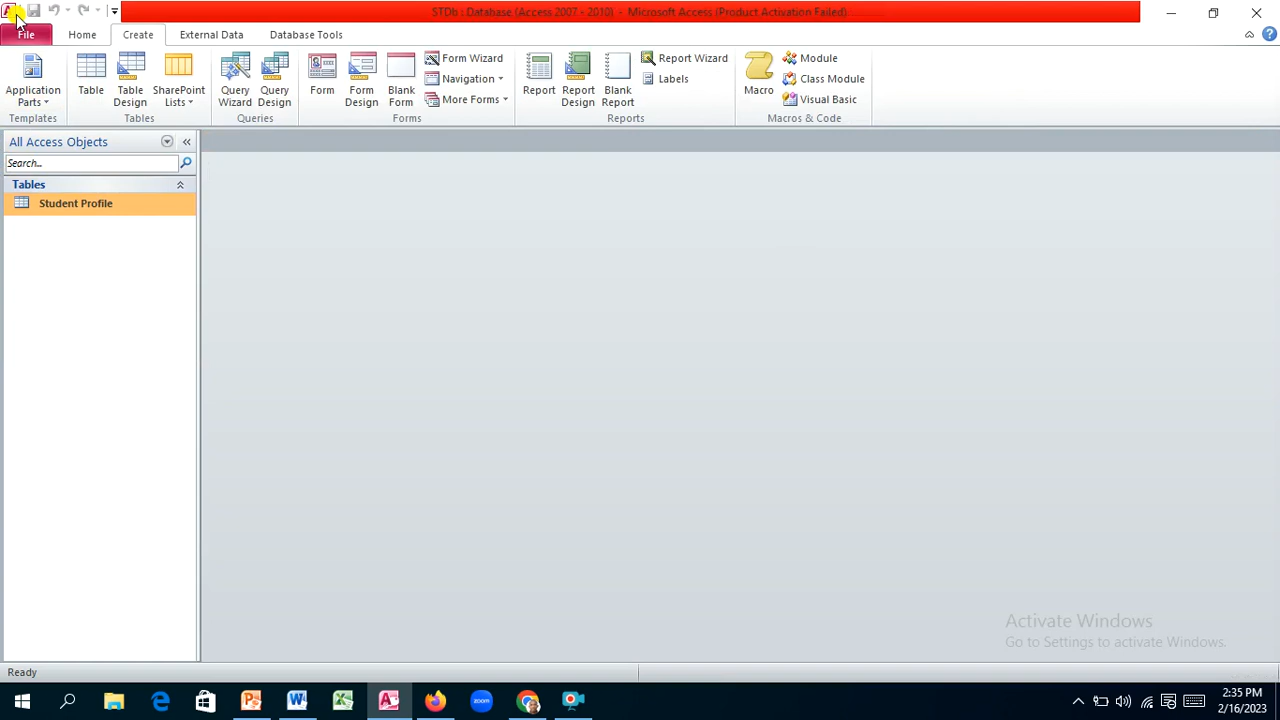 STDb : Database (Access 2007 - 2010)  -  Microsoft Access (Product Activation Failed)
File Home Create External Data Database Tools
Application Parts
Table
Table Design
SharePoint Lists
Query Wizard
Query Design
Form
Form Design
Blank Form
Form Wizard
Navigation
More Forms
Report
Report Design
Blank Report
Report Wizard
Labels
Macro
Module
Class Module
Visual Basic
Templates Tables Queries Forms Reports Macros & Code
All Access Objects
Search...
Tables
Student Profile
Activate Windows
Go to Settings to activate Windows.
Ready
zoom
2:35 PM
2/16/2023